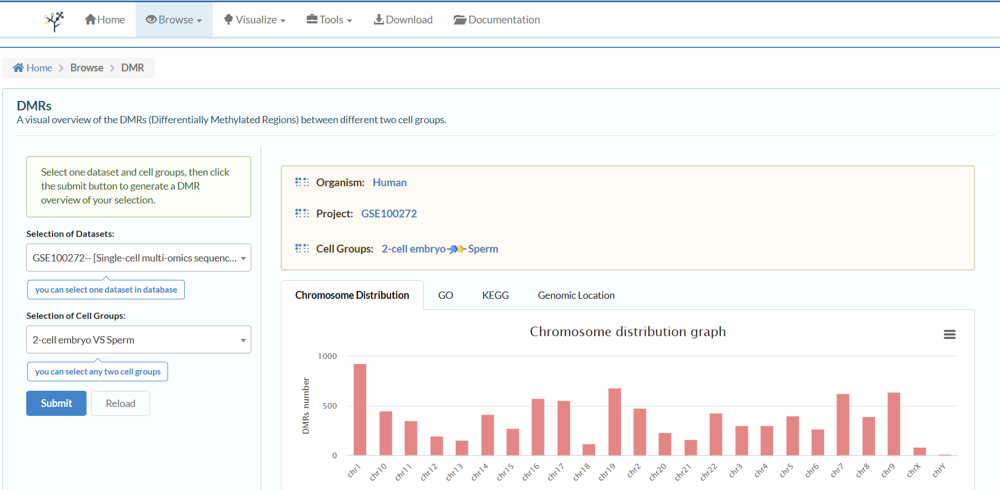 Home Browse Visualize Tools Download Documentation
Home Browse DMR
DMRs
A visual overview of the DMRs (Differentially Methylated Regions) between different two cell groups.
Select one dataset and cell groups, then click
the submit button to generate a DMR
overview of your selection.
Selection of Datasets:
GSE100272-- [Single-cell multi-omics sequenc...
you can select one dataset in database
Selection of Cell Groups:
2-cell embryo VS Sperm
you can select any two cell groups
Submit Reload
Organism: Human
Project: GSE100272
Cell Groups: 2-cell embryo Sperm
Chromosome Distribution GO KEGG Genomic Location
Chromosome distribution graph
DMRs number
1000
500
0
chr1 chr10 chr11 chr12 chr13 chr14 chr15 chr16 chr17 chr18 chr19 chr2 chr20 chr21 chr22 chr3 chr4 chr5 chr6 chr7 chr8 chr9 chrX chrY